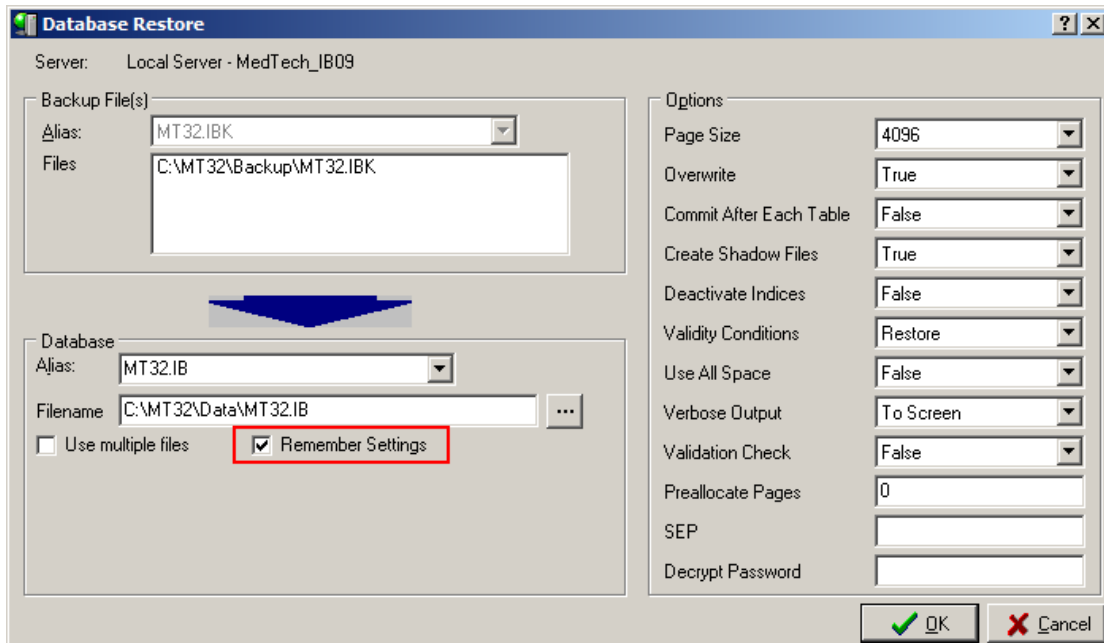 Database Restore
Server: Local Server - MedTech_IB09
Backup File(s)
Alias: MT32.IBK
Files C:\MT32\Backup\MT32.IBK
Database
Alias: MT32.IB
Filename C:\MT32\Data\MT32.IB ...
Use multiple files Remember Settings
Options
Page Size 4096
Overwrite True
Commit After Each Table False
Create Shadow Files True
Deactivate Indices False
Validity Conditions Restore
Use All Space False
Verbose Output To Screen
Validation Check False
Preallocate Pages 0
SEP
Decrypt Password
OK Cancel